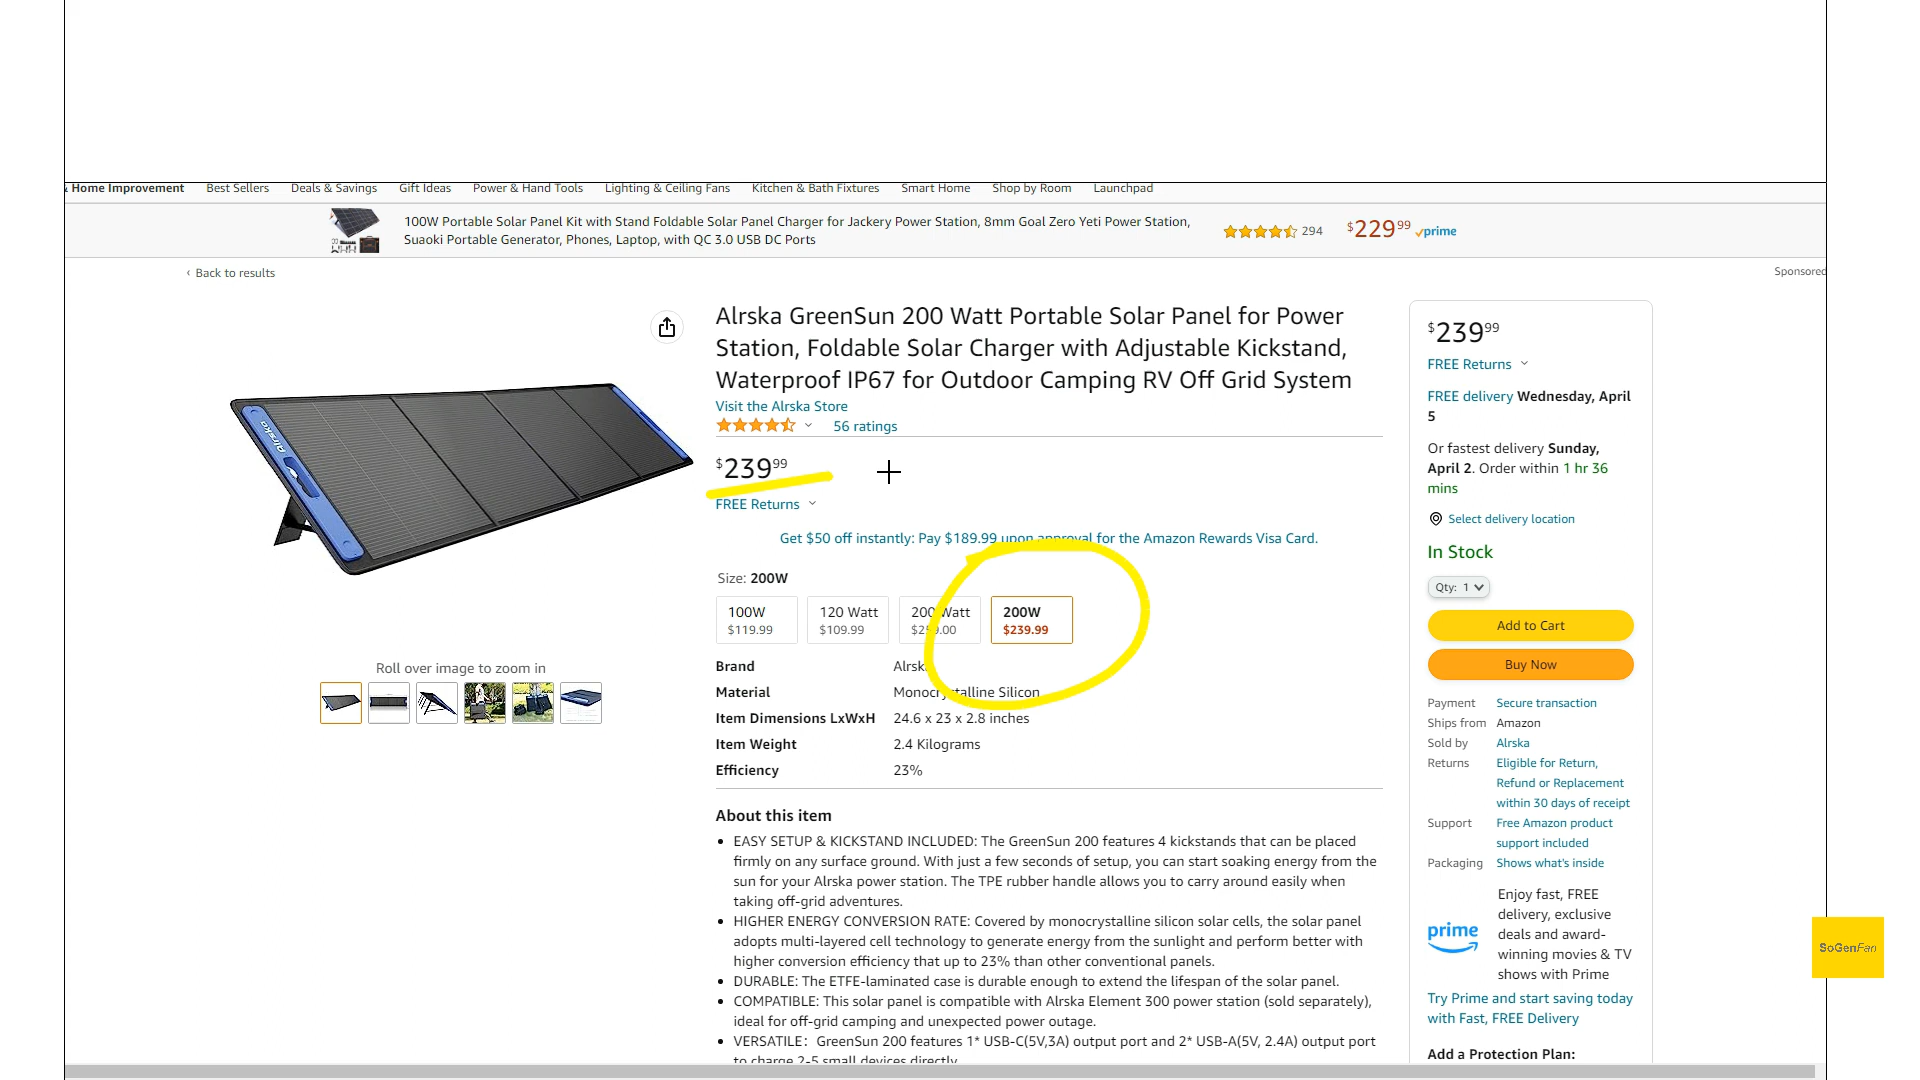 & Home Improvement Best Sellers Deals & Savings Gift Ideas Power & Hand Tools Lighting & Ceiling Fans Kitchen & Bath Fixtures Smart Home Shop by Room Launchpad
100W Portable Solar Panel Kit with Stand Foldable Solar Panel Charger for Jackery Power Station, 8mm Goal Zero Yeti Power Station,
Suaoki Portable Generator, Phones, Laptop, with QC 3.0 USB DC Ports
294 $229.99 prime
‹ Back to results
Sponsored
Alrska
Roll over image to zoom in
Alrska GreenSun 200 Watt Portable Solar Panel for Power
Station, Foldable Solar Charger with Adjustable Kickstand,
Waterproof IP67 for Outdoor Camping RV Off Grid System
Visit the Alrska Store
56 ratings
$239.99
FREE Returns
Get $50 off instantly: Pay $189.99 upon approval for the Amazon Rewards Visa Card.
Size: 200W
100W 120 Watt 200 Watt 200W
$119.99 $109.99 $259.00 $239.99
Brand Alrska
Material Monocrystalline Silicon
Item Dimensions LxWxH 24.6 x 23 x 2.8 inches
Item Weight 2.4 Kilograms
Efficiency 23%
About this item
• EASY SETUP & KICKSTAND INCLUDED: The GreenSun 200 features 4 kickstands that can be placed
firmly on any surface ground. With just a few seconds of setup, you can start soaking energy from the
sun for your Alrska power station. The TPE rubber handle allows you to carry around easily when
taking off-grid adventures.
• HIGHER ENERGY CONVERSION RATE: Covered by monocrystalline silicon solar cells, the solar panel
adopts multi-layered cell technology to generate energy from the sunlight and perform better with
higher conversion efficiency that up to 23% than other conventional panels.
• DURABLE: The ETFE-laminated case is durable enough to extend the lifespan of the solar panel.
• COMPATIBLE: This solar panel is compatible with Alrska Element 300 power station (sold separately),
ideal for off-grid camping and unexpected power outage.
• VERSATILE：GreenSun 200 features 1* USB-C(5V,3A) output port and 2* USB-A(5V, 2.4A) output port
to charge 2-5 small devices directly.
$239.99
FREE Returns
FREE delivery Wednesday, April
5
Or fastest delivery Sunday,
April 2. Order within 1 hr 36
mins
Select delivery location
In Stock
Qty: 1
Add to Cart
Buy Now
Payment Secure transaction
Ships from Amazon
Sold by Alrska
Returns Eligible for Return,
Refund or Replacement
within 30 days of receipt
Support Free Amazon product
support included
Packaging Shows what's inside
prime
Enjoy fast, FREE
delivery, exclusive
deals and award-
winning movies & TV
shows with Prime
Try Prime and start saving today
with Fast, FREE Delivery
Add a Protection Plan:
SoGenFan